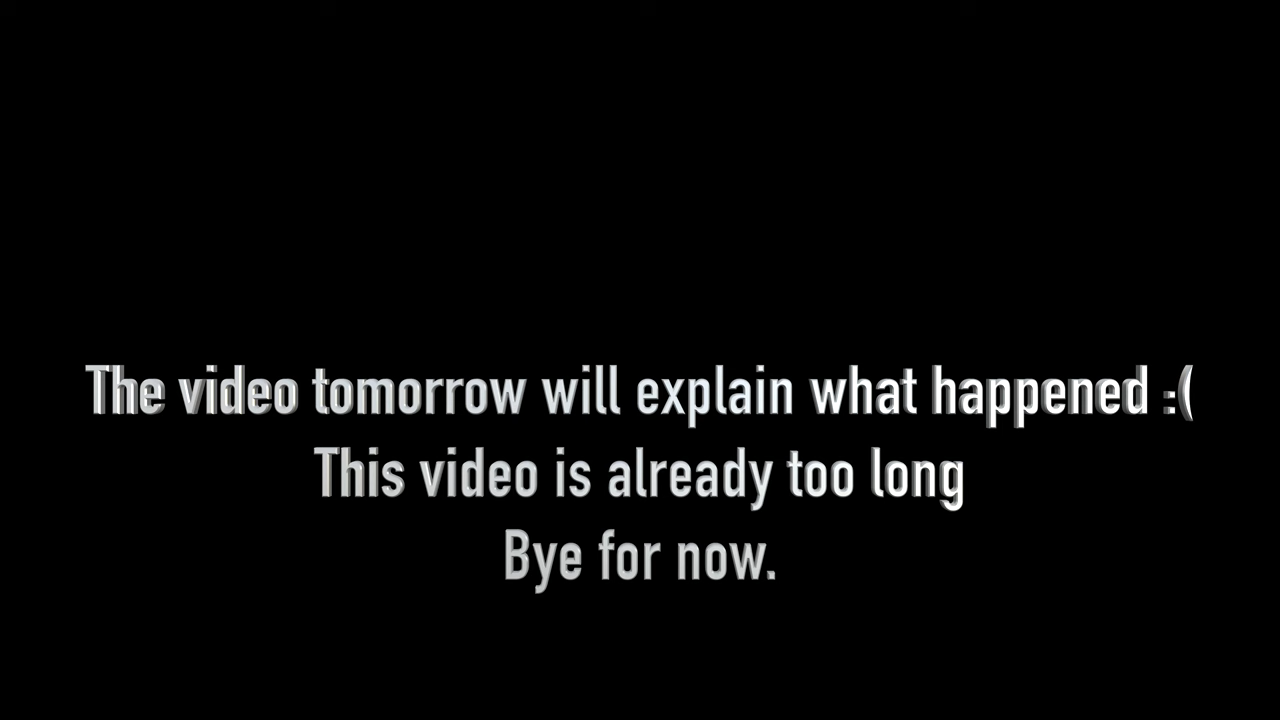 The video tomorrow will explain what happened :(
This video is already too long
Bye for now.